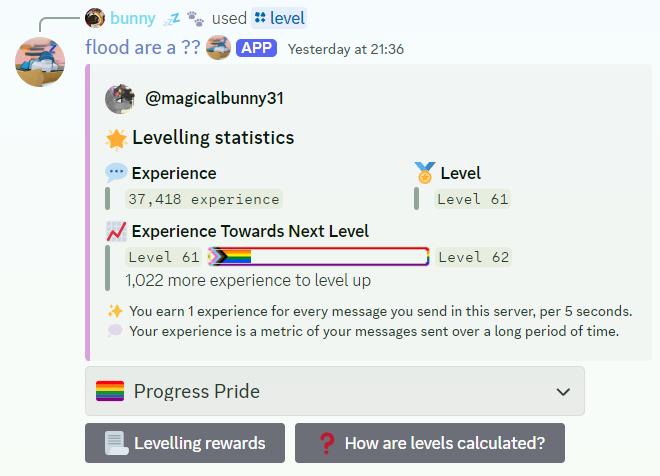 bunny 💤 🐾 used level
flood are a ?? APP Yesterday at 21:36
@magicalbunny31
Levelling statistics
Experience
Level
37,418 experience
Level 61
Experience Towards Next Level
Level 61
Level 62
1,022 more experience to level up
You earn 1 experience for every message you send in this server, per 5 seconds.
Your experience is a metric of your messages sent over a long period of time.
Progress Pride
Levelling rewards
How are levels calculated?